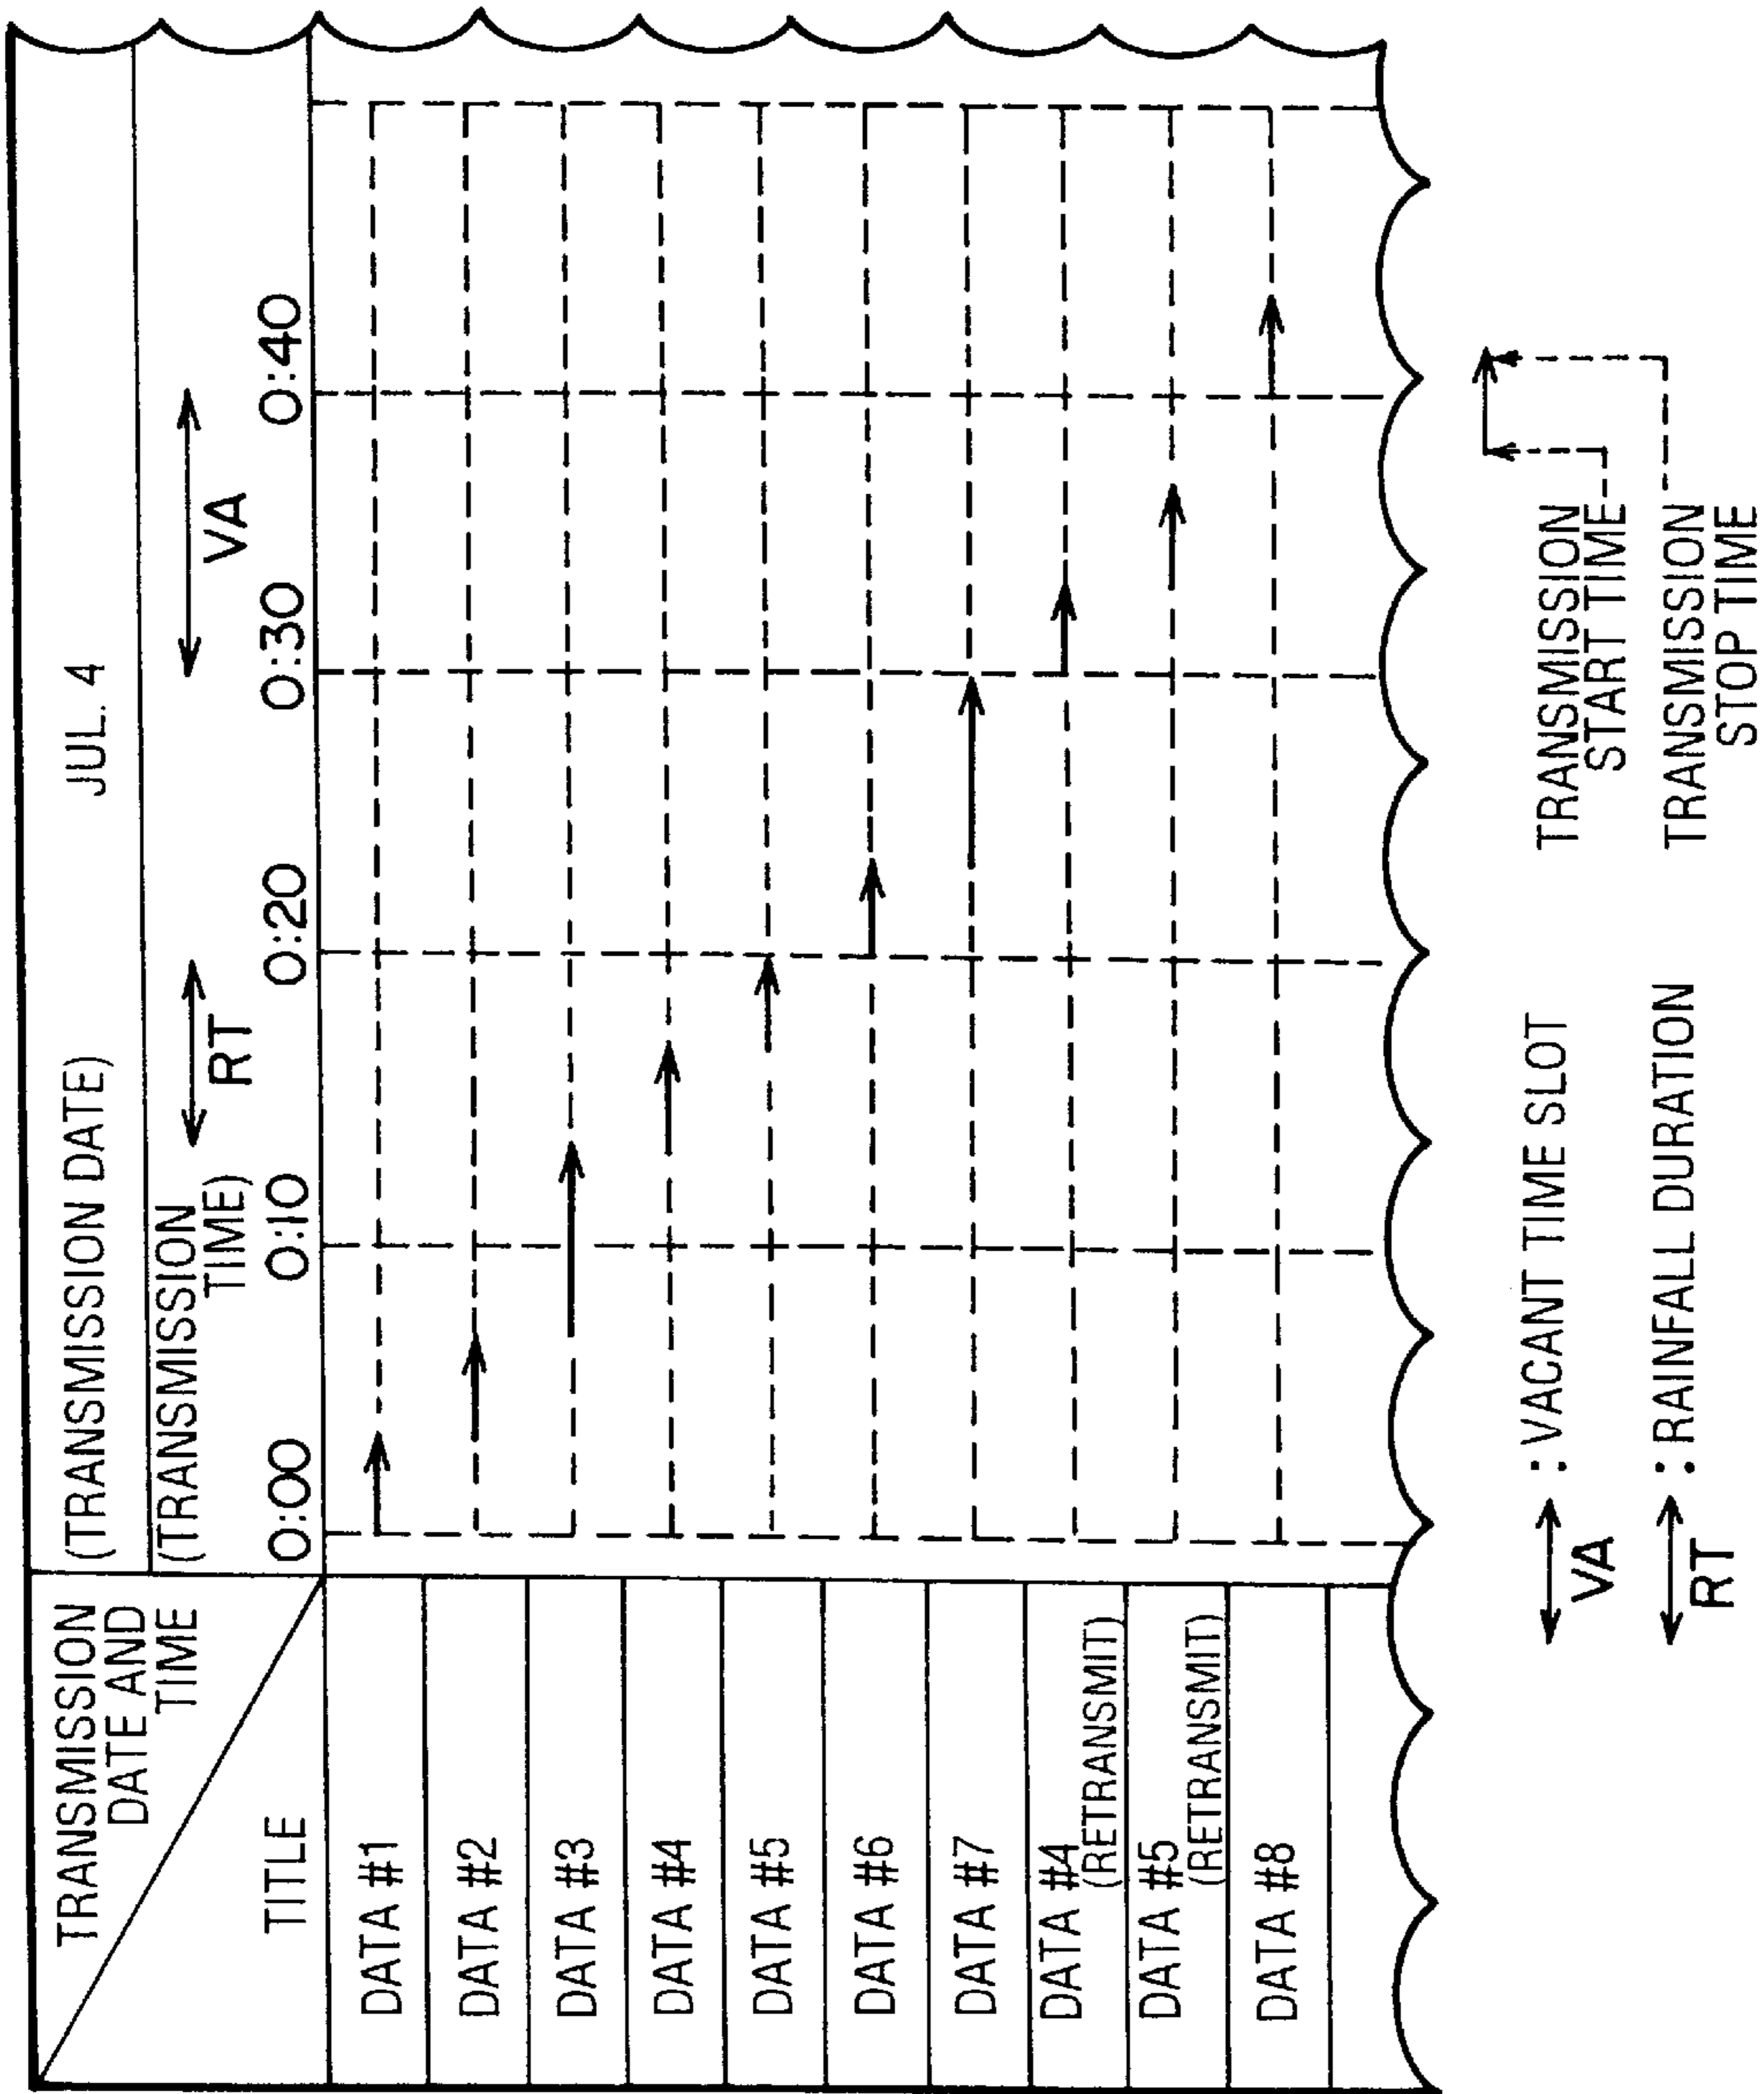 TRANSMISSION
DATE AND
TIME
TITLE
(TRANSMISSION DATE)
JUL. 4
(TRANSMISSION
TIME)
RT
VA
0:00
0:10
0:20
0:30
0:40
DATA #1
DATA #2
DATA #3
DATA #4
DATA #5
DATA #6
DATA #7
DATA #4
(RETRANSMIT)
DATA #5
(RETRANSMIT)
DATA #8
VA
: VACANT TIME SLOT
RT
: RAINFALL DURATION
TRANSMISSION
START TIME
TRANSMISSION
STOP TIME